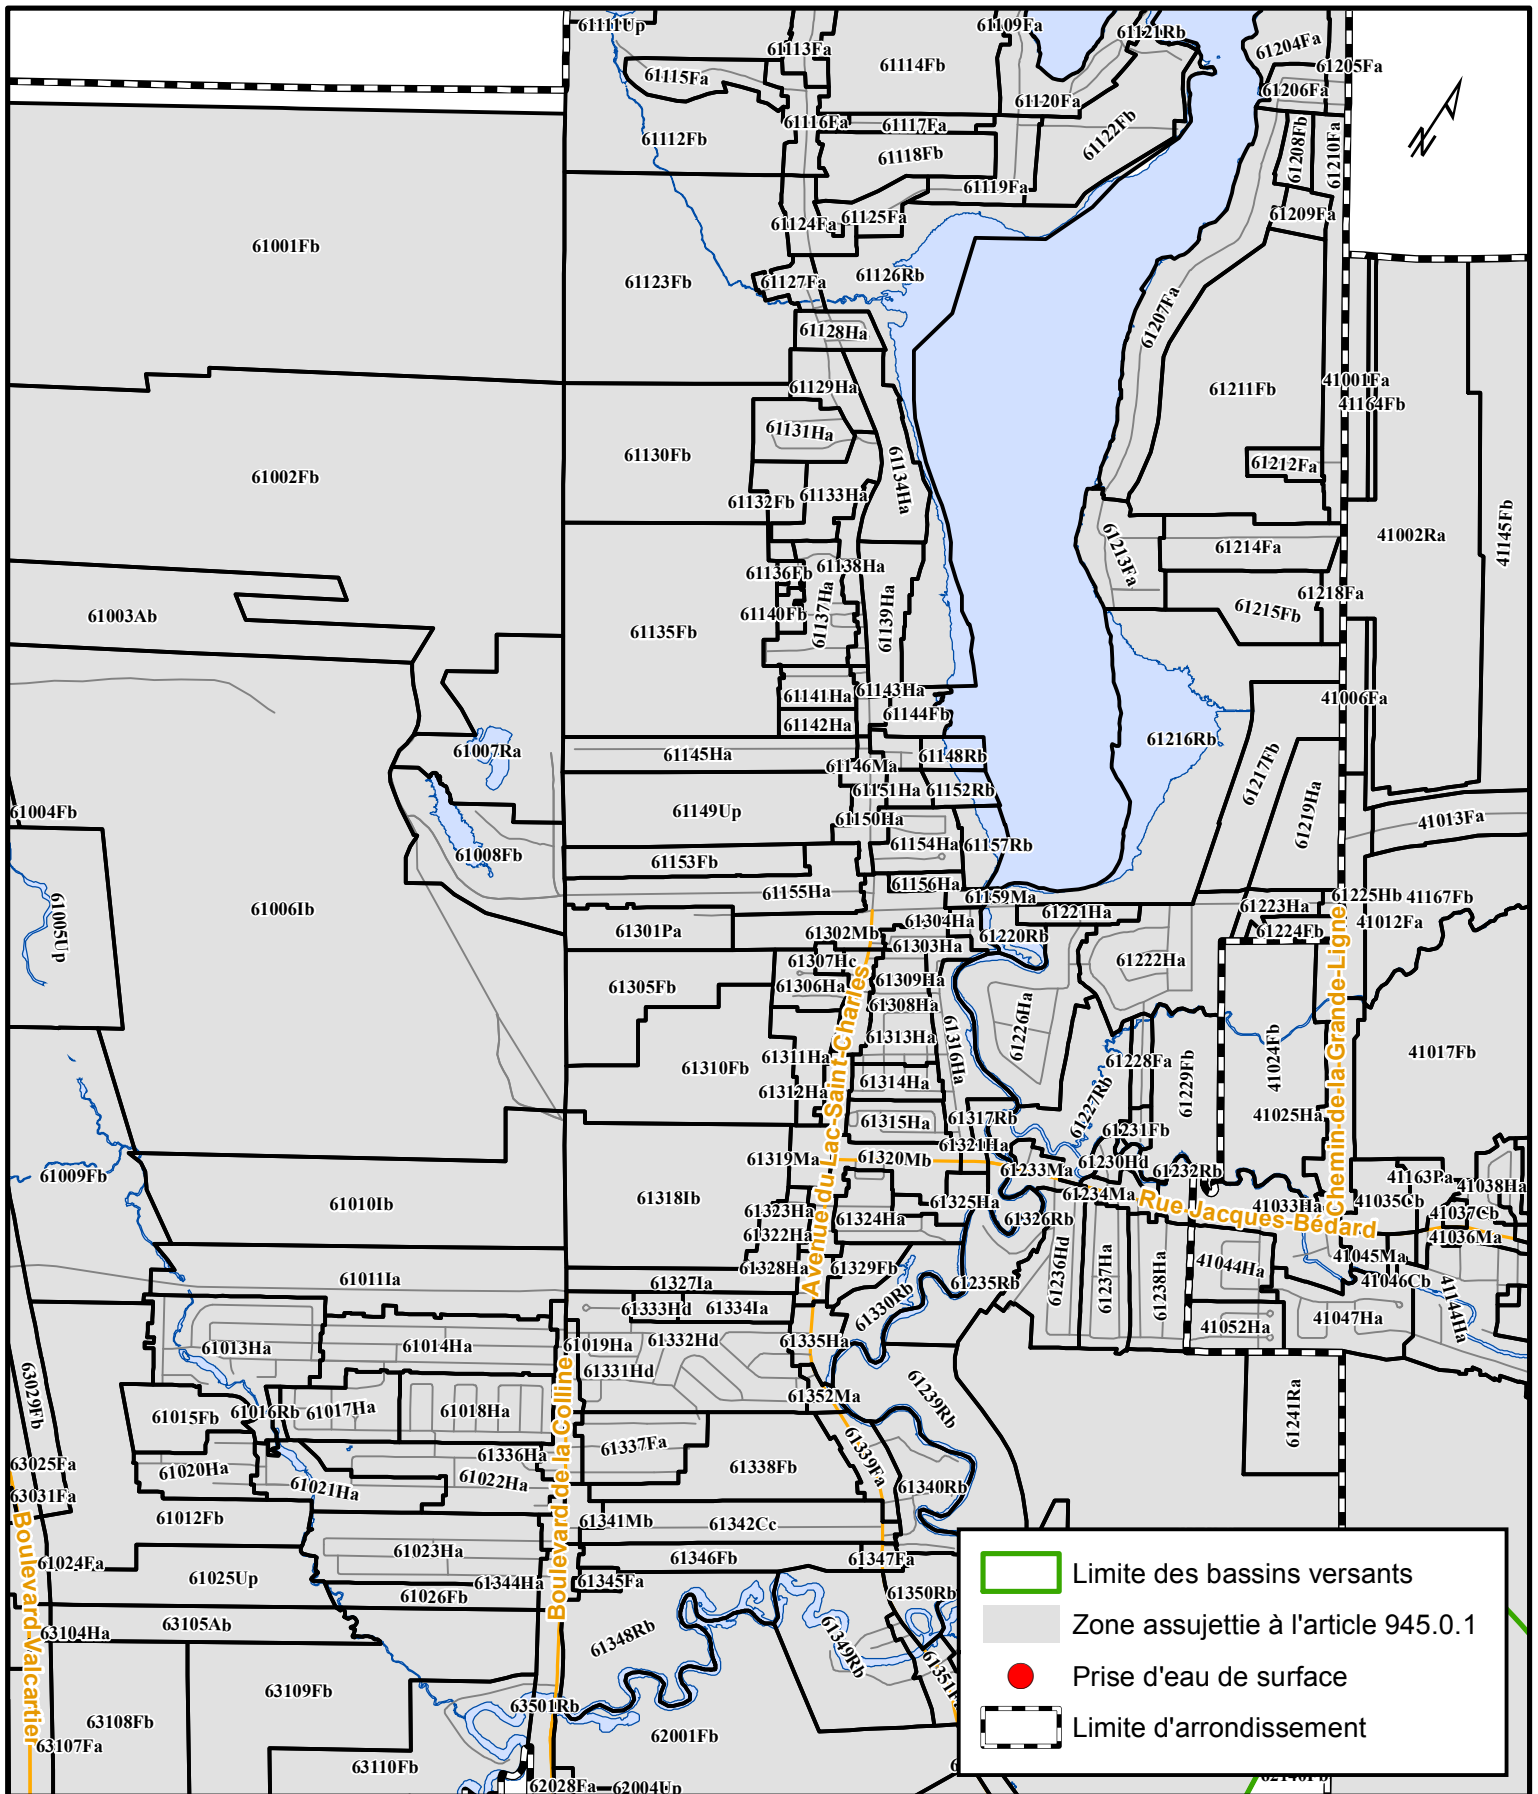 61111Up
61109Fa
61121Rb
61204Fa
61113Fa
61114Fb
61205Fa
61115Fa
61206Fa
61120Fa
61116Fa
61117Fa
61122Fb
61112Fb
61118Fb
61208Fb
61210Fa
61119Fa
61209Fa
61124Fa
61125Fa
61001Fb
61126Rb
61123Fb
61127Fa
N
61207Fa
61128Ha
61129Ha
61211Fb
41001Fa
41164Fb
61131Ha
61130Fb
61002Fb
61134Ha
61212Fa
61132Fb
61133Ha
41145Fb
41002Ra
61213Fa
61214Fa
61136Fb
61138Ha
61218Fa
61003Ab
61140Fb
61137Ha
61139Ha
61215Fb
61135Fb
61141Ha
61143Ha
41006Fa
61142Ha
61144Fb
61007Ra
61145Ha
61146Ma
61148Rb
61216Rb
61217Fb
61151Ha
61152Rb
61004Fb
61149Up
61150Ha
61219Ha
41013Fa
61154Ha
61157Rb
61008Fb
61153Fb
61155Ha
61156Ha
61159Ma
61225Hb
41167Fb
61006Ib
61221Ha
61223Ha
61005Up
61301Pa
61302Mb
61304Ha
61220Rb
61224Fb
41012Fa
61303Ha
61307Hc
61222Ha
61305Fb
61306Ha
61309Ha
61308Ha
61226Ha
61313Ha
61316Ha
41024Fb
41017Fb
61310Fb
61311Ha
61228Fa
61229Fb
61312Ha
61314Ha
61227Rb
41025Ha
61315Ha
61317Rb
61231Fb
61321Ha
61319Ma
61320Mb
61233Ma
61230Hd
61232Rb
61009Fb
41163Pa
41038Ha
61010Ib
61318Ib
61325Ha
61234Ma
41033Ha
41035Cb
61323Ha
61324Ha
61326Rb
41037Cb
61322Ha
41036Ma
Avenue du Lac-Saint-Charles
Chemin-de-la-Grande-Ligne
Rue-Jacques-Bédard
61011Ia
61328Ha
61329Fb
61235Rb
61236Hd
61237Ha
61238Ha
41044Ha
41045Ma
61327Ia
41046Cb
61330Rb
61333Hd
61334Ia
41144Ha
61013Ha
61014Ha
61019Ha
61332Hd
61335Ha
41052Ha
41047Ha
61331Hd
63029Fb
61352Ma
61239Rb
61015Fb
61016Rb
61017Ha
61018Ha
61241Ra
61336Ha
61337Fa
63025Fa
61020Ha
61338Fb
61339Fa
61022Ha
61021Ha
61340Rb
63031Fa
61012Fb
61341Mb
61342Cc
61023Ha
61346Fb
61347Fa
61024Fa
61025Up
61344Ha
61345Fa
61026Fb
61350Rb
63104Ha
63105Ab
61348Rb
61349Rb
63109Fb
63501Rb
63108Fb
62001Fb
63107Fa
63110Fb
62028Fa
62004Up
Bouevard-Valcartier
Boulevard-de-la-Colline
Limite des bassins versants
Zone assujettie à l'article 945.0.1
Prise d'eau de surface
Limite d'arrondissement